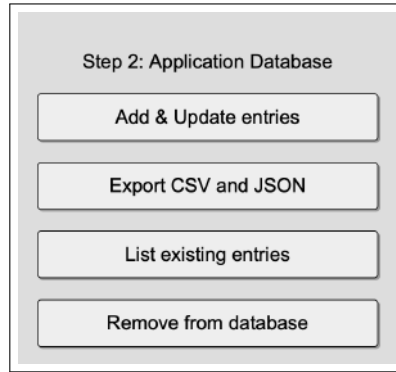 Step 2: Application Database
Add & Update entries
Export CSV and JSON
List existing entries
Remove from database